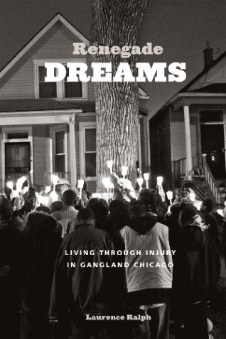 Renegade
DREAMS
LIVING THROUGH INJURY
IN GANGLAND CHICAGO
Laurence Ralph